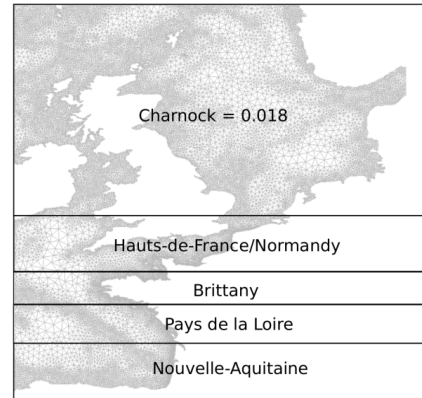 Charnock = 0.018
Hauts-de-France/Normandy
Brittany
Pays de la Loire
Nouvelle-Aquitaine